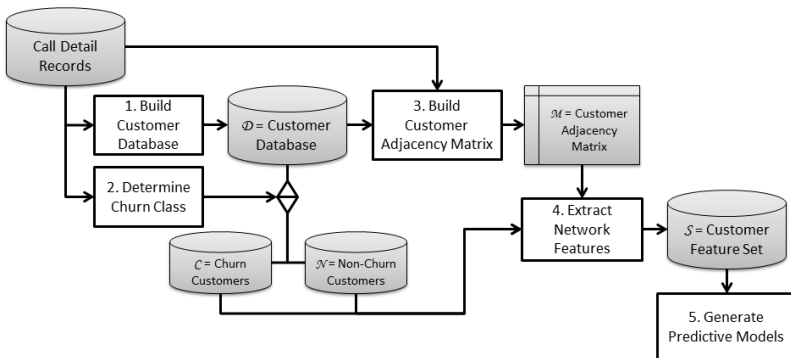 Call Detail
Records
1. Build
Customer
Database
𝒟 = Customer
Database
3. Build
Customer
Adjacency Matrix
ℳ = Customer
Adjacency
Matrix
2. Determine
Churn Class
4. Extract
Network
Features
𝒮 = Customer
Feature Set
𝒞 = Churn
Customers
𝒩 = Non-Churn
Customers
5. Generate
Predictive Models